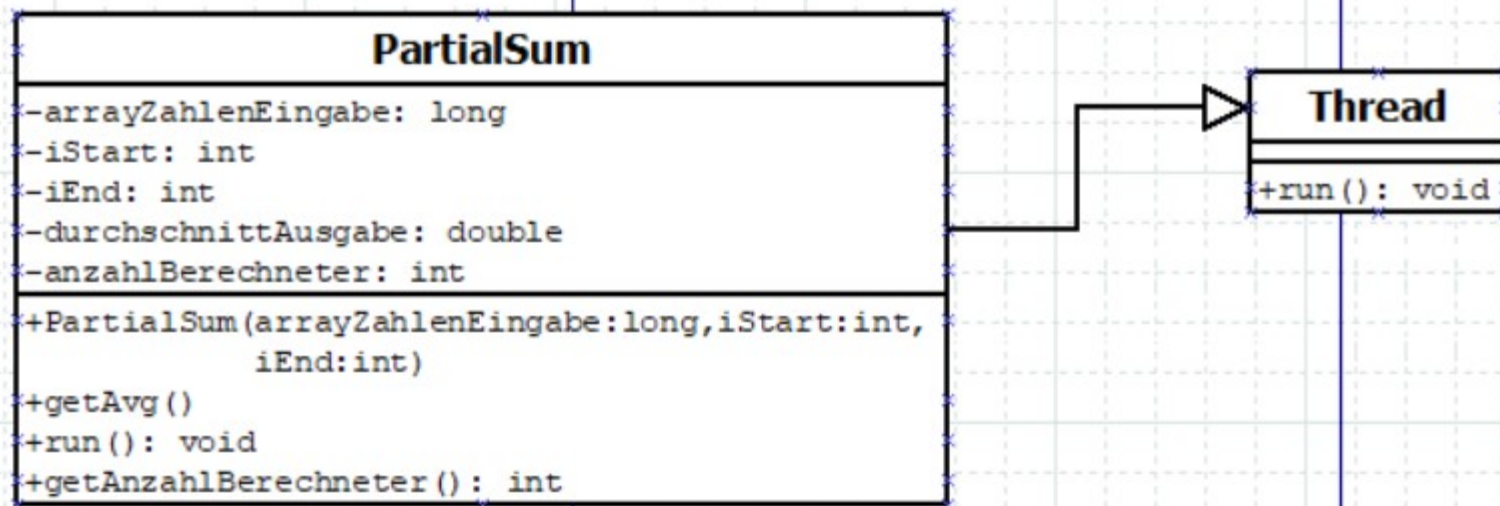 PartialSum
-arrayZahlenEingabe: long
-iStart: int
-iEnd: int
-durchschnittAusgabe: double
-anzahlBerechneter: int
+PartialSum(arrayZahlenEingabe:long,iStart:int,
iEnd:int)
+getAvg()
+run(): void
+getAnzahlBerechneter(): int
Thread
+run(): void